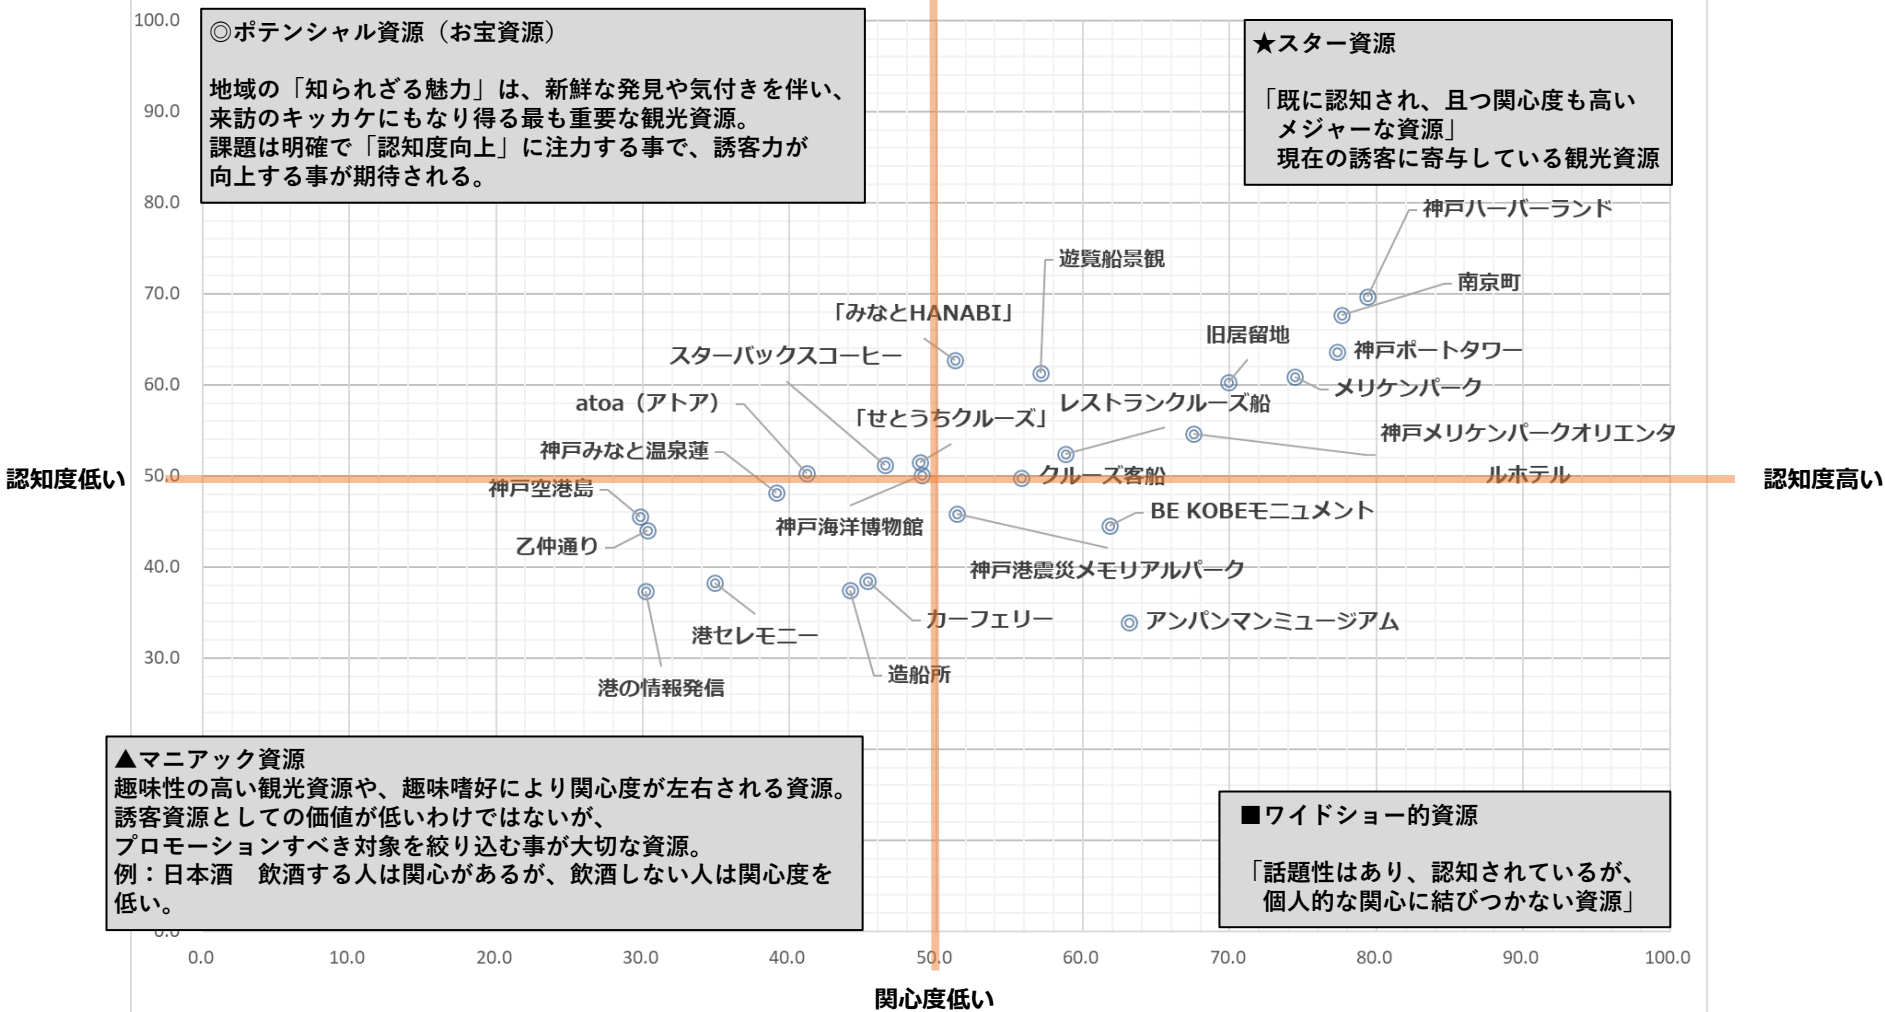 100.0
◎ポテンシャル資源（お宝資源）
地域の「知られざる魅力」は、新鮮な発見や気付きを伴い、
来訪のキッカケにもなり得る最も重要な観光資源。
課題は明確で「認知度向上」に注力する事で、誘客力が
向上する事が期待される。
★スター資源
「既に認知され、且つ関心度も高い
メジャーな資源」
現在の誘客に寄与している観光資源
90.0
80.0
神戸ハーバーランド
遊覧船景観
南京町
70.0
「みなとHANABI」
旧居留地
神戸ポートタワー
スターバックスコーヒー
60.0
メリケンパーク
atoa（アトア）
レストランクルーズ船
「せとうちクルーズ」
神戸メリケンパークオリエンタ
ルホテル
神戸みなと温泉蓮
認知度低い
50.0
クルーズ客船
認知度高い
神戸空港島
BE KOBEモニュメント
神戸海洋博物館
乙仲通り
40.0
神戸港震災メモリアルパーク
カーフェリー
アンパンマンミュージアム
港セレモニー
30.0
造船所
港の情報発信
▲マニアック資源
趣味性の高い観光資源や、趣味嗜好により関心度が左右される資源。
誘客資源としての価値が低いわけではないが、
プロモーションすべき対象を絞り込む事が大切な資源。
例：日本酒　飲酒する人は関心があるが、飲酒しない人は関心度を
低い。
■ワイドショー的資源
「話題性はあり、認知されているが、
個人的な関心に結びつかない資源」
0.0
0.0 10.0 20.0 30.0 40.0 50.0 60.0 70.0 80.0 90.0 100.0
関心度低い